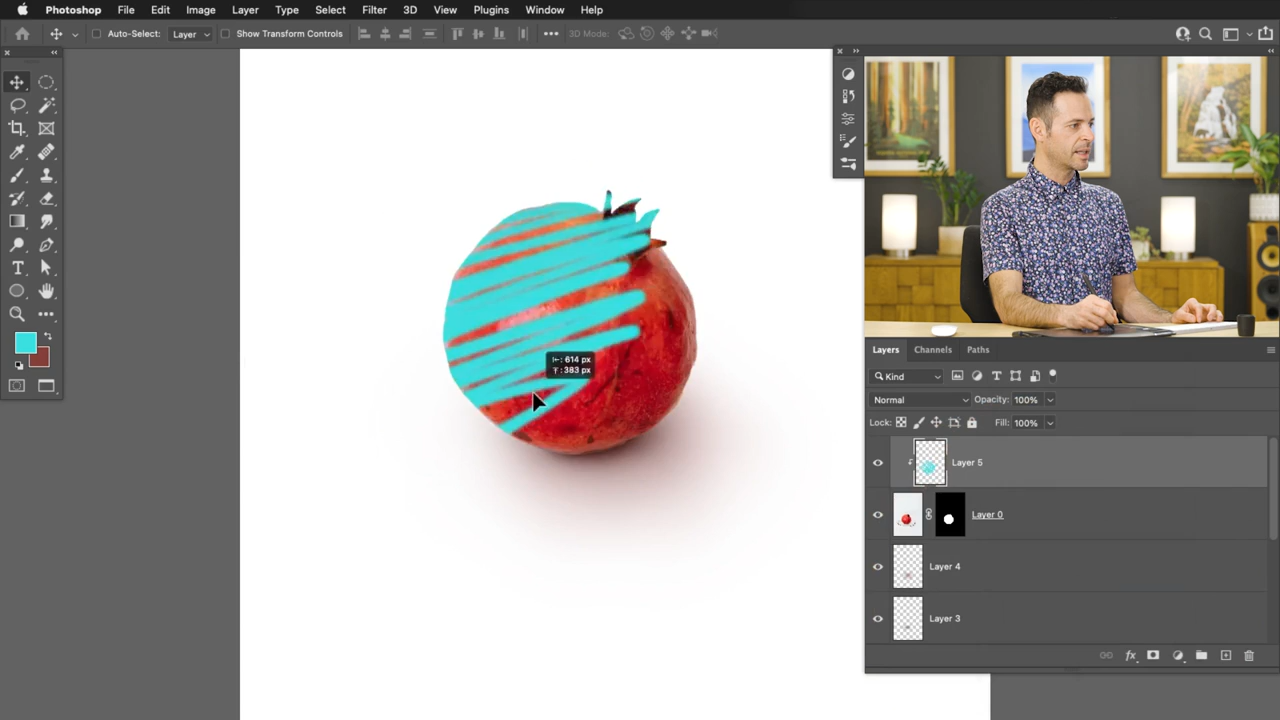 Photoshop File Edit Image Layer Type Select Filter 3D View Plugins Window Help
Auto-Select: Layer Show Transform Controls 3D Mode:
: 614 px
: 383 px
Layers Channels Paths
Kind
Normal Opacity: 100%
Lock: Fill: 100%
Layer 5
Layer 0
Layer 4
Layer 3